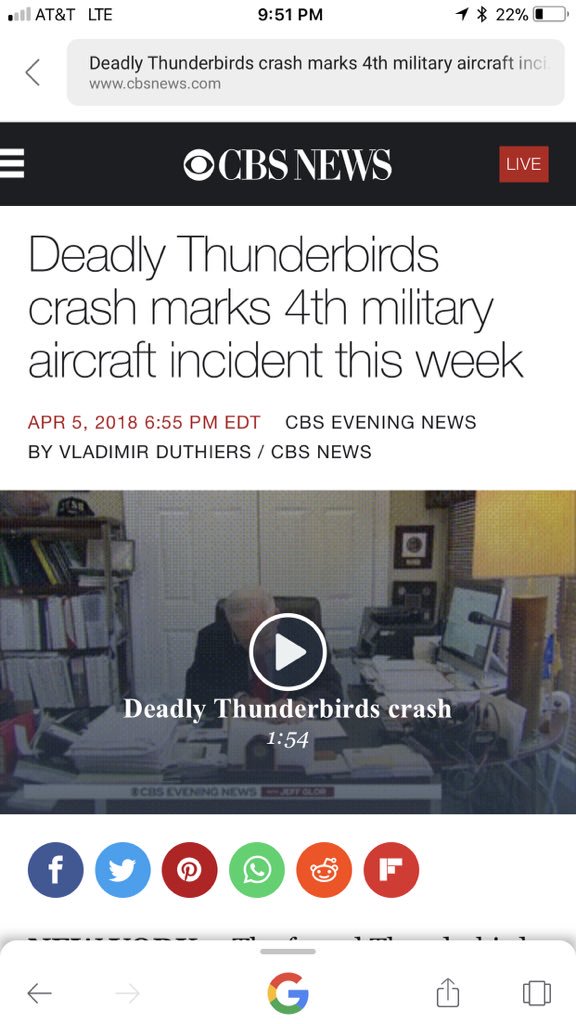 AT&T LTE 9:51 PM 22%
Deadly Thunderbirds crash marks 4th military aircraft inci
www.cbsnews.com
CBS NEWS LIVE
Deadly Thunderbirds
crash marks 4th military
aircraft incident this week
APR 5, 2018 6:55 PM EDT CBS EVENING NEWS
BY VLADIMIR DUTHIERS / CBS NEWS
Deadly Thunderbirds crash
1:54
CBS EVENING NEWS WITH JEFF GLOR